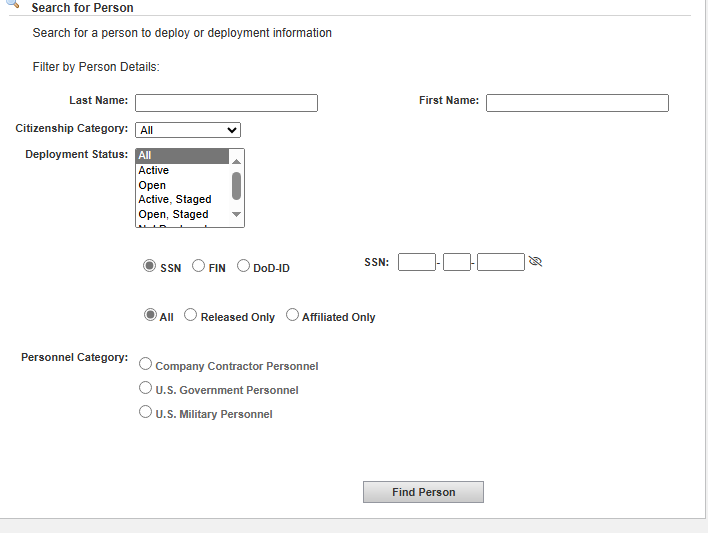 Search for Person
Search for a person to deploy or deployment information
Filter by Person Details:
Last Name: First Name:
Citizenship Category: All
Deployment Status: All
Active
Open
Active, Staged
Open, Staged
SSN FIN DoD-ID SSN: - -
All Released Only Affiliated Only
Personnel Category:
Company Contractor Personnel
U.S. Government Personnel
U.S. Military Personnel
Find Person